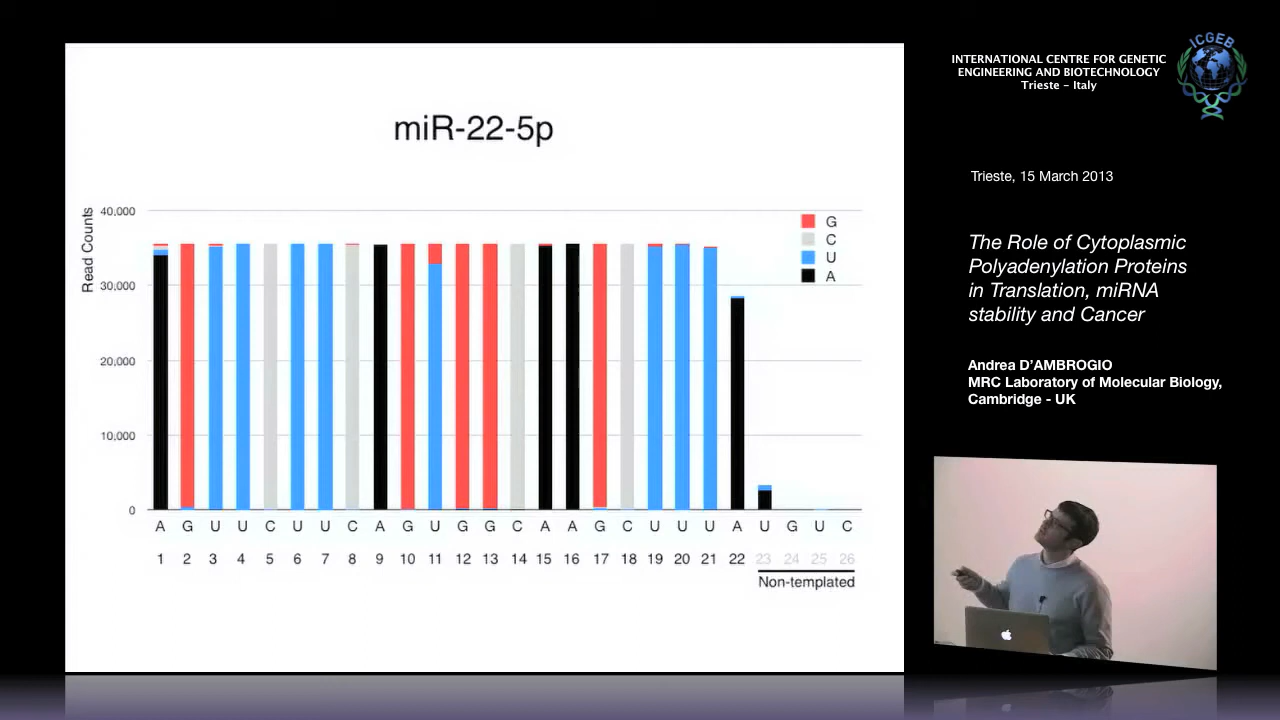 miR-22-5p
Read Counts
40,000
30,000
20,000
10,000
0
G
C
U
A
A G U U C U U C A G U G G C A A G C U U U A U G U C
1 2 3 4 5 6 7 8 9 10 11 12 13 14 15 16 17 18 19 20 21 22 23 24 25 26
Non-templated
INTERNATIONAL CENTRE FOR GENETIC
ENGINEERING AND BIOTECHNOLOGY
Trieste - Italy
ICGEB
Trieste, 15 March 2013
The Role of Cytoplasmic
Polyadenylation Proteins
in Translation, miRNA
stability and Cancer
Andrea D'AMBROGIO
MRC Laboratory of Molecular Biology,
Cambridge - UK